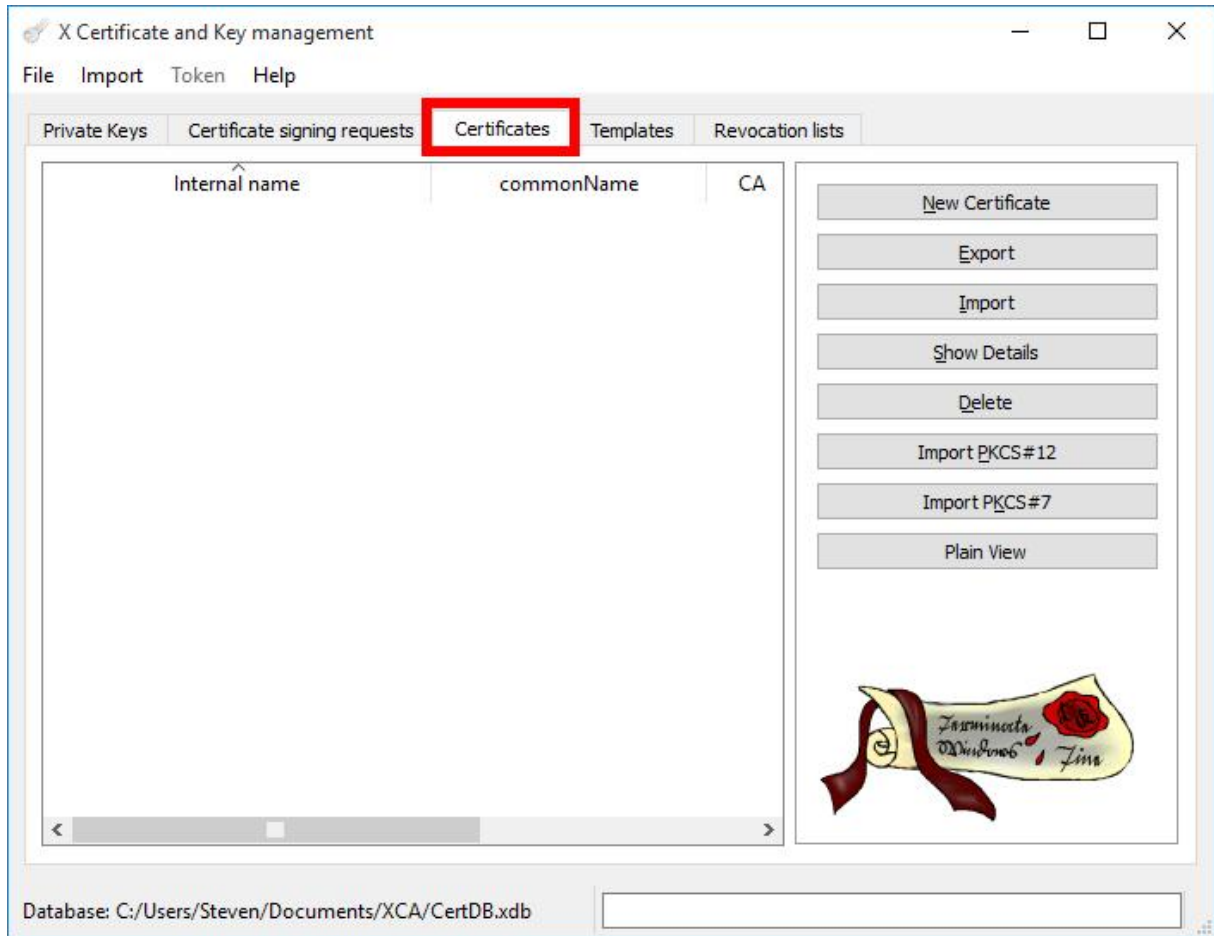 X Certificate and Key management
File Import Token Help
Private Keys Certificate signing requests Certificates Templates Revocation lists
Internal name commonName CA
New Certificate
Export
Import
Show Details
Delete
Import PKCS#12
Import PKCS#7
Plain View
Database: C:/Users/Steven/Documents/XCA/CertDB.xdb